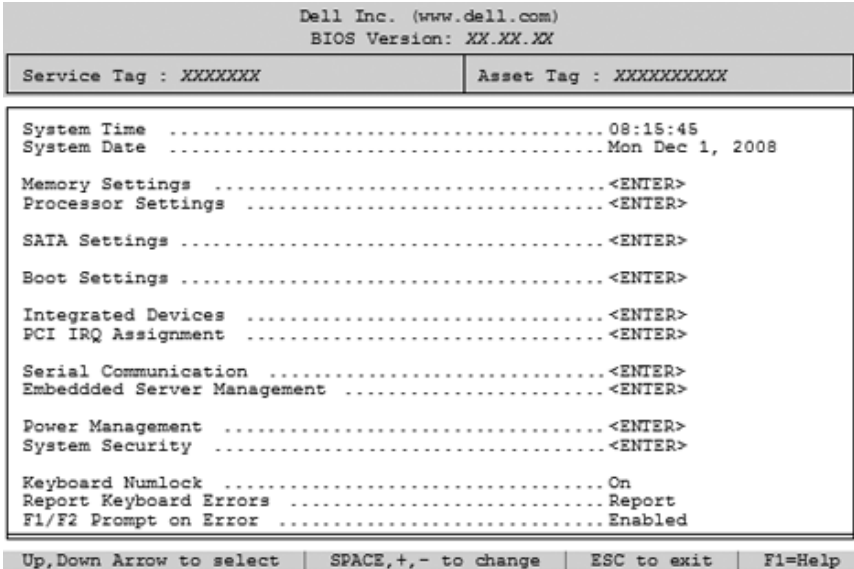 Dell Inc. (www.dell.com)
BIOS Version: XX.XX.XX
Service Tag : XXXXXXX Asset Tag : XXXXXXXXXX
System Time .......................................08:15:45
System Date .......................................Mon Dec 1, 2008
Memory Settings ...................................<ENTER>
Processor Settings ................................<ENTER>
SATA Settings ......................................<ENTER>
Boot Settings ......................................<ENTER>
Integrated Devices ................................<ENTER>
PCI IRQ Assignment ................................<ENTER>
Serial Communication ..............................<ENTER>
Embeddded Server Management .......................<ENTER>
Power Management ..................................<ENTER>
System Security ...................................<ENTER>
Keyboard Numlock ..................................On
Report Keyboard Errors ............................Report
F1/F2 Prompt on Error .............................Enabled
Up,Down Arrow to select | SPACE,+,- to change | ESC to exit | F1=Help